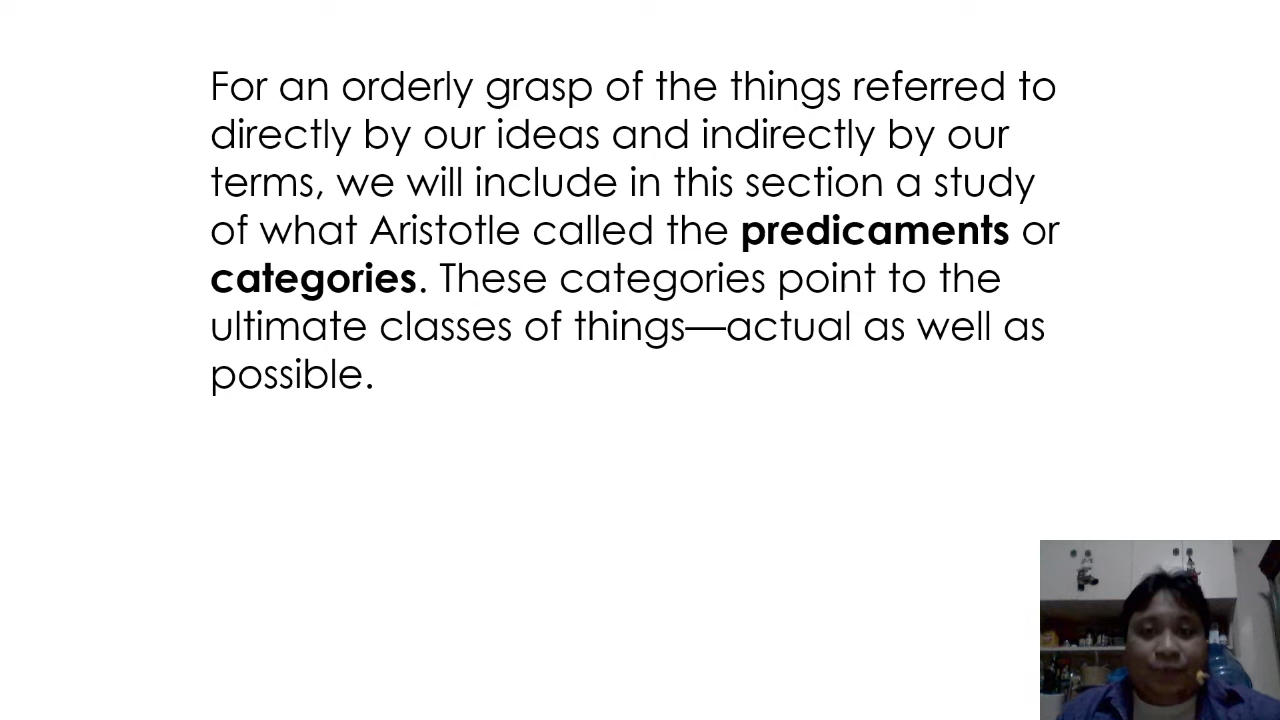 For an orderly grasp of the things referred to
directly by our ideas and indirectly by our
terms, we will include in this section a study
of what Aristotle called the predicaments or
categories. These categories point to the
ultimate classes of things—actual as well as
possible.